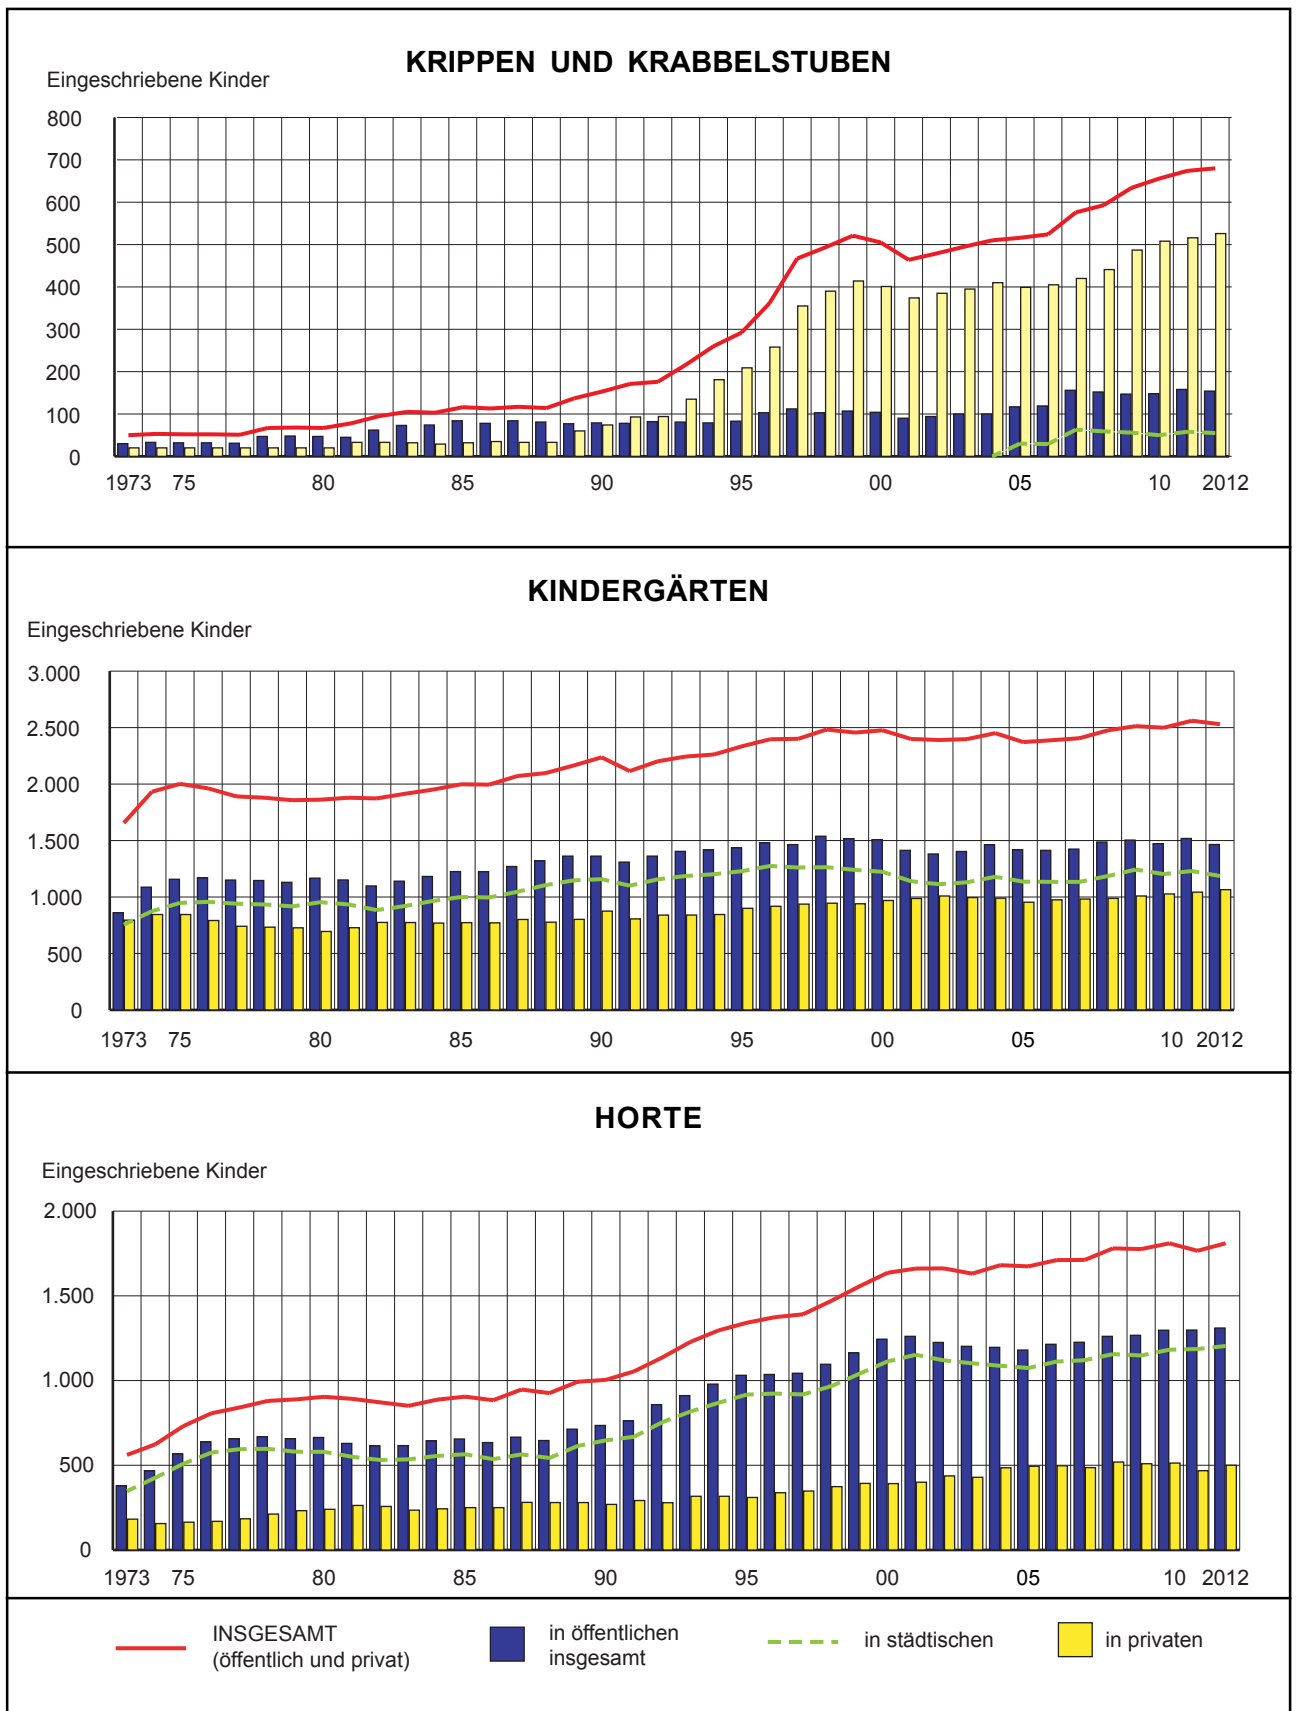 KRIPPEN UND KRABBELSTUBEN
Eingeschriebene Kinder
800
700
600
500
400
300
200
100
0
1973 75 80 85 90 95 00 05 10 2012
KINDERGÄRTEN
Eingeschriebene Kinder
3.000
2.500
2.000
1.500
1.000
500
0
1973 75 80 85 90 95 00 05 10 2012
HORTE
Eingeschriebene Kinder
2.000
1.500
1.000
500
0
1973 75 80 85 90 95 00 05 10 2012
INSGESAMT
(öffentlich und privat)
in öffentlichen
insgesamt
in städtischen
in privaten